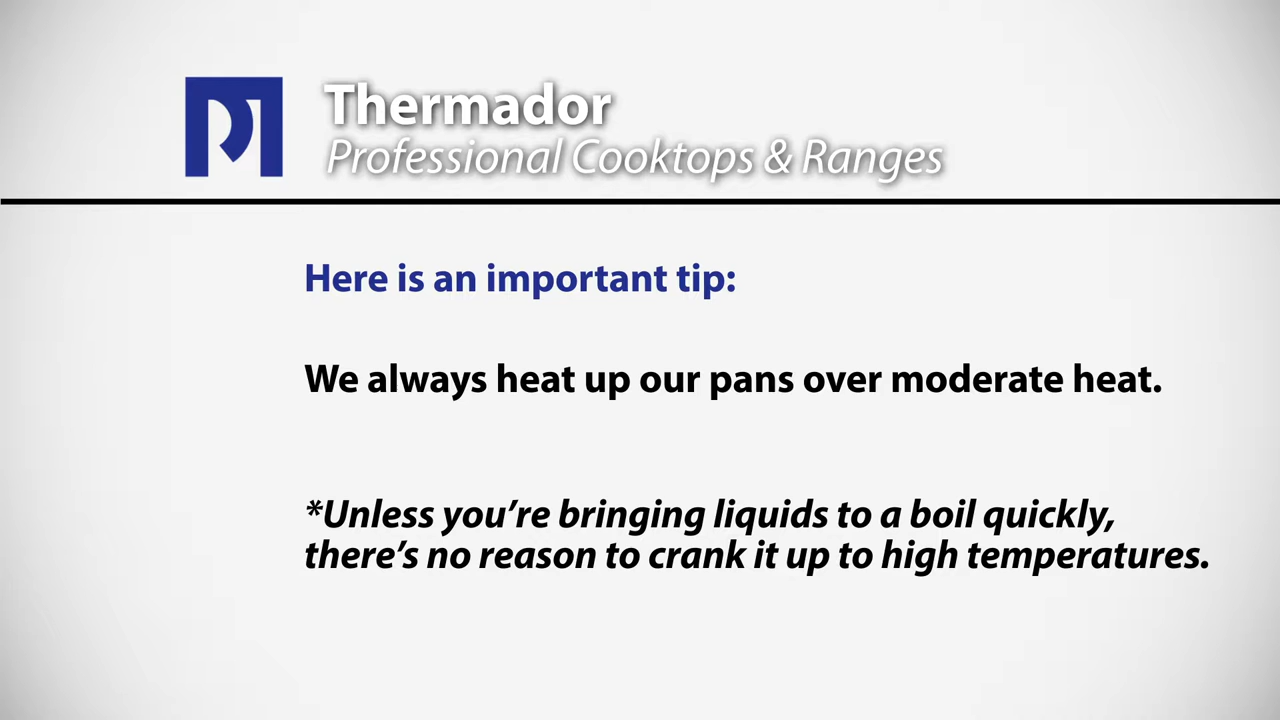 Thermador
Professional Cooktops & Ranges
Here is an important tip:
We always heat up our pans over moderate heat.
*Unless you're bringing liquids to a boil quickly,
there's no reason to crank it up to high temperatures.